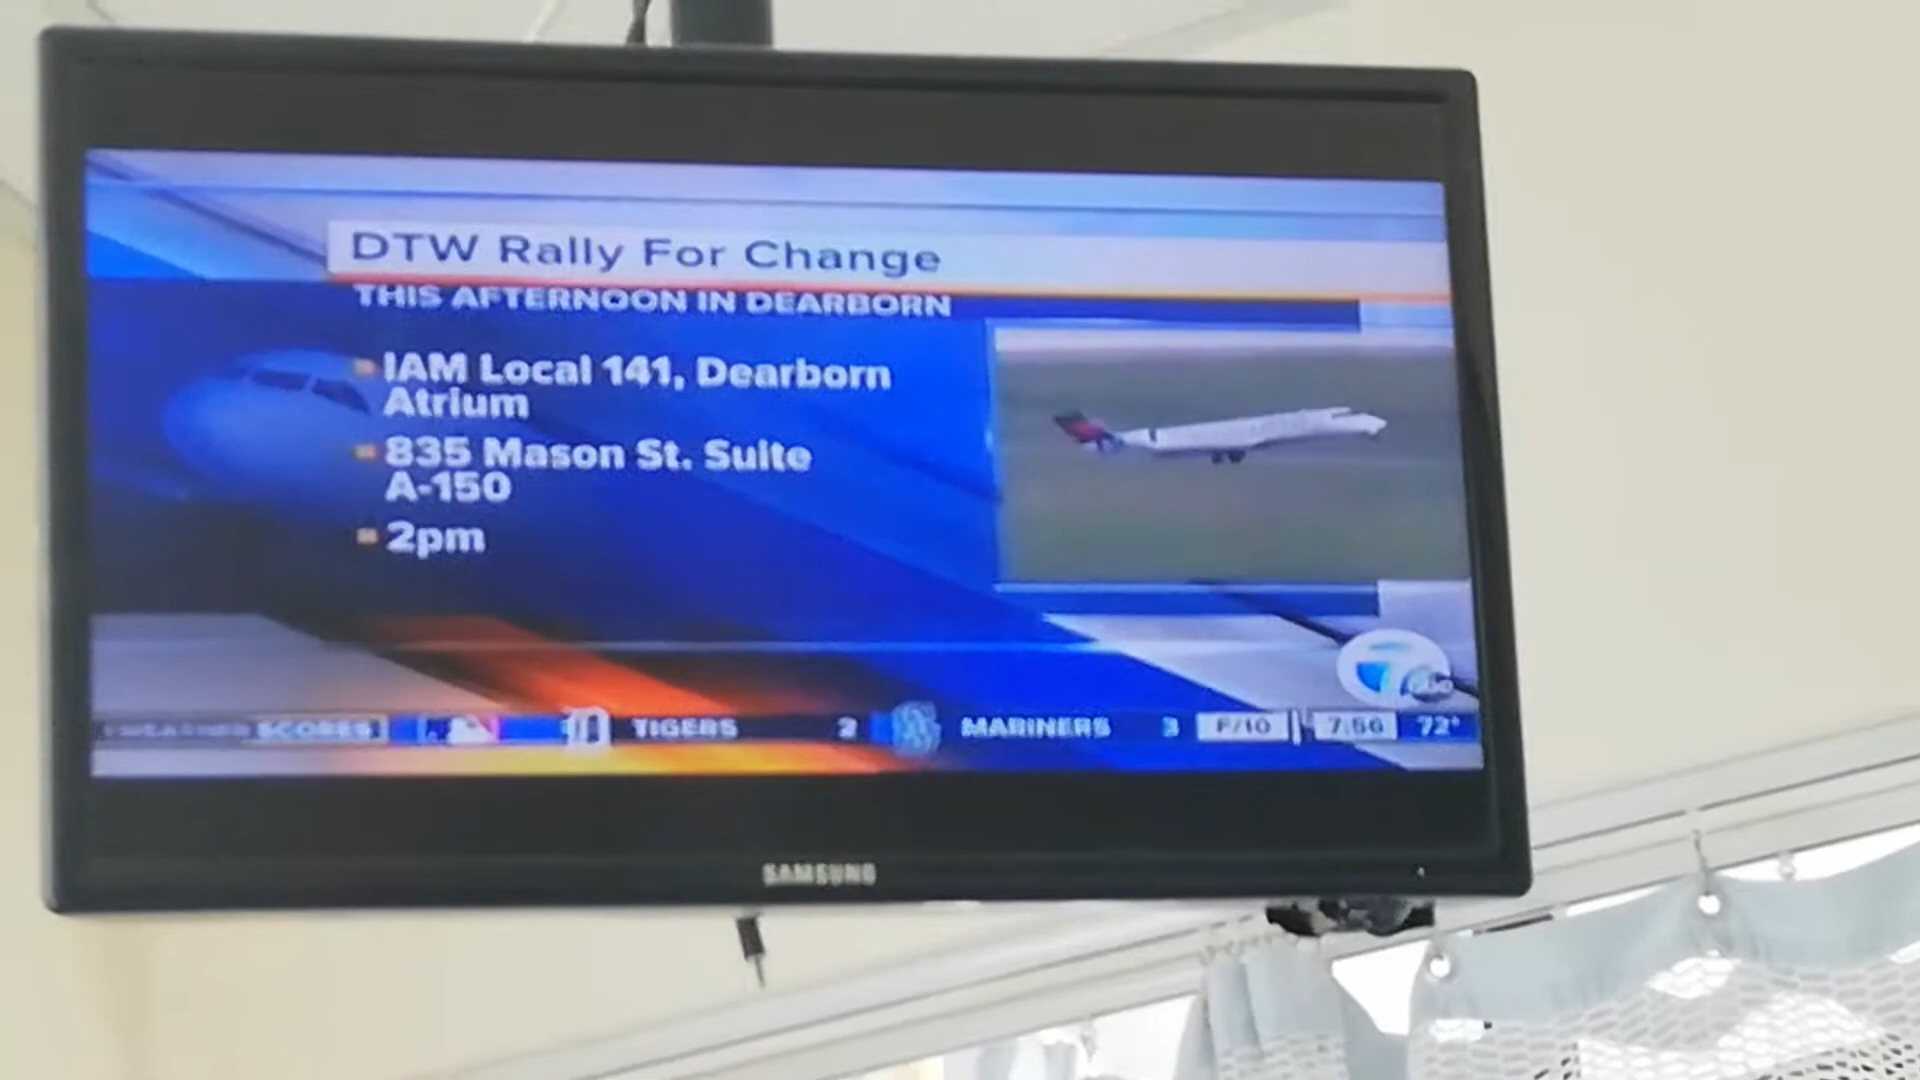 DTW Rally For Change
THIS AFTERNOON IN DEARBORN
IAM Local 141, Dearborn
Atrium
835 Mason St. Suite
A-150
2pm
7
SCORES TIGERS 2 MARINERS 3 F/10 7:56 72°
SAMSUNG